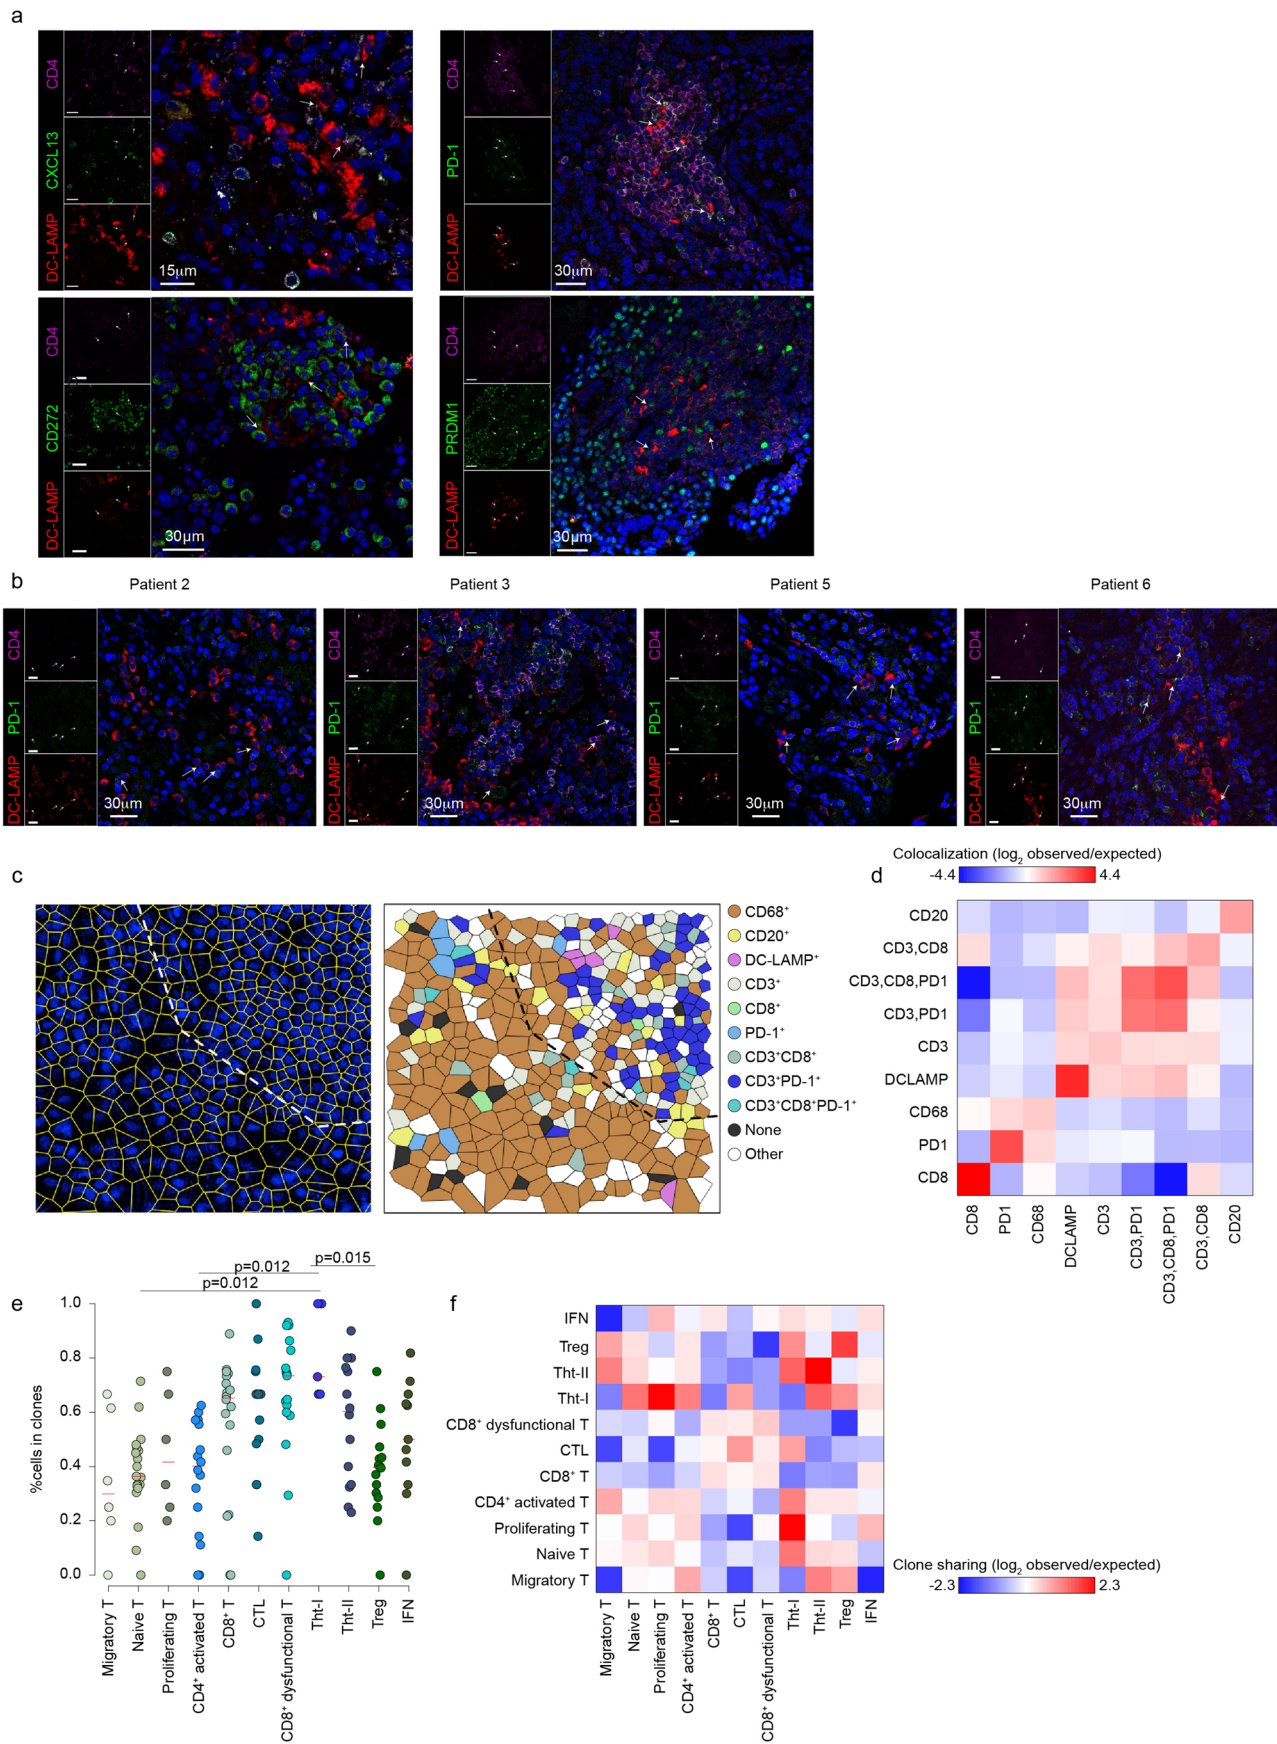 a
CD4
CXCL13
DC-LAMP
15µm
CD4
PD-1
DC-LAMP
30µm
CD4
CD272
DC-LAMP
30µm
CD4
PRDM1
DC-LAMP
30µm
b
Patient 2
Patient 3
Patient 5
Patient 6
CD4
PD-1
DC-LAMP
30µm
CD4
PD-1
DC-LAMP
30µm
CD4
PD-1
DC-LAMP
30µm
CD4
PD-1
DC-LAMP
30µm
c
CD68⁺
CD20⁺
DC-LAMP⁺
CD3⁺
CD8⁺
PD-1⁺
CD3⁺CD8⁺
CD3⁺PD-1⁺
CD3⁺CD8⁺PD-1⁺
None
Other
d
Colocalization (log₂ observed/expected)
-4.4
4.4
CD20
CD3,CD8
CD3,CD8,PD1
CD3,PD1
CD3
DCLAMP
CD68
PD1
CD8
CD8
PD1
CD68
DCLAMP
CD3
CD3,PD1
CD3,CD8,PD1
CD3,CD8
CD20
e
p=0.012
p=0.015
p=0.012
%cells in clones
1.0
0.8
0.6
0.4
0.2
0.0
Migratory T
Naive T
Proliferating T
CD4⁺ activated T
CD8⁺ T
CTL
CD8⁺ dysfunctional T
Tht-I
Tht-II
Treg
IFN
f
IFN
Treg
Tht-II
Tht-I
CD8⁺ dysfunctional T
CTL
CD8⁺ T
CD4⁺ activated T
Proliferating T
Naive T
Migratory T
Migratory T
Naive T
Proliferating T
CD4⁺ activated T
CD8⁺ T
CTL
CD8⁺ dysfunctional T
Tht-I
Tht-II
Treg
IFN
Clone sharing (log₂ observed/expected)
-2.3
2.3